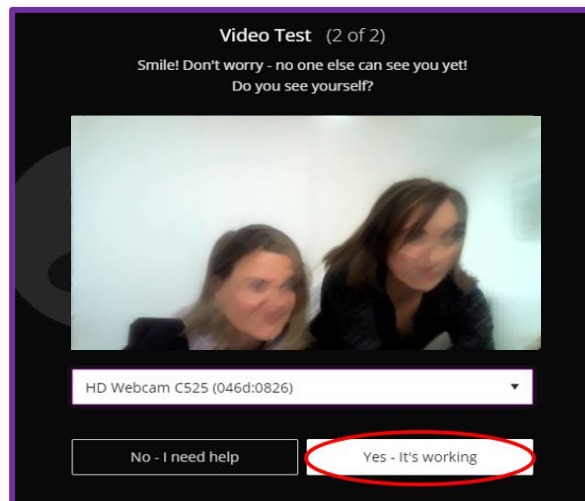 Video Test (2 of 2)
Smile! Don't worry - no one else can see you yet!
Do you see yourself?
HD Webcam C525 (046d:0826)
No - I need help
Yes - It's working